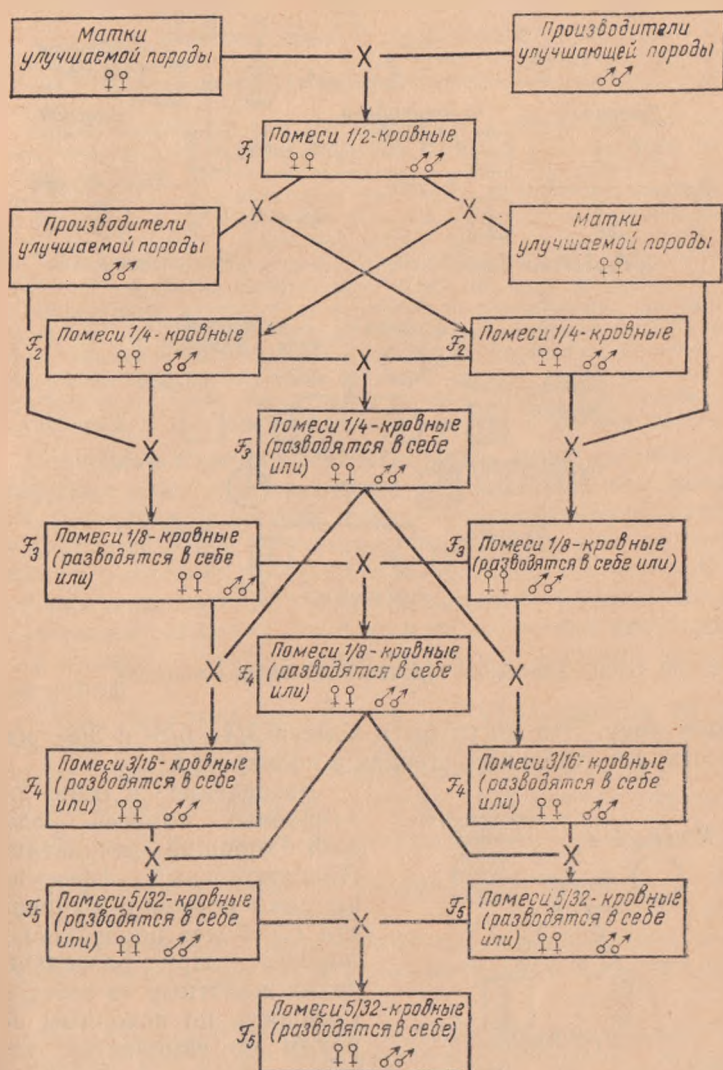 Матки
улучшаемой породы
♀♀
X
Производители
улучшающей породы
♂♂
F1
Помеси 1/2-кровные
♀♀ ♂♂
X
X
Производители
улучшаемой породы
♂♂
Матки
улучшаемой породы
♀♀
F2
Помеси 1/4-кровные
♀♀ ♂♂
X
F2
Помеси 1/4-кровные
♀♀ ♂♂
X
F3
Помеси 1/4-кровные
(разводятся в себе
или) ♀♀ ♂♂
X
F3
Помеси 1/8-кровные
(разводятся в себе
или) ♀♀ ♂♂
X
F3
Помеси 1/8-кровные
(разводятся в себе или)
♀♀ ♂♂
X
F4
Помеси 1/8-кровные
(разводятся в себе
или) ♀♀ ♂♂
X
F4
Помеси 3/16-кровные
(разводятся в себе
или) ♀♀ ♂♂
F4
Помеси 3/16-кровные
(разводятся в себе
или) ♀♀ ♂♂
X
X
F5
Помеси 5/32-кровные
(разводятся в себе
или) ♀♀ ♂♂
X
F5
Помеси 5/32-кровные
(разводятся в себе
или) ♀♀ ♂♂
F5
Помеси 5/32-кровные
(разводятся в себе)
♀♀ ♂♂